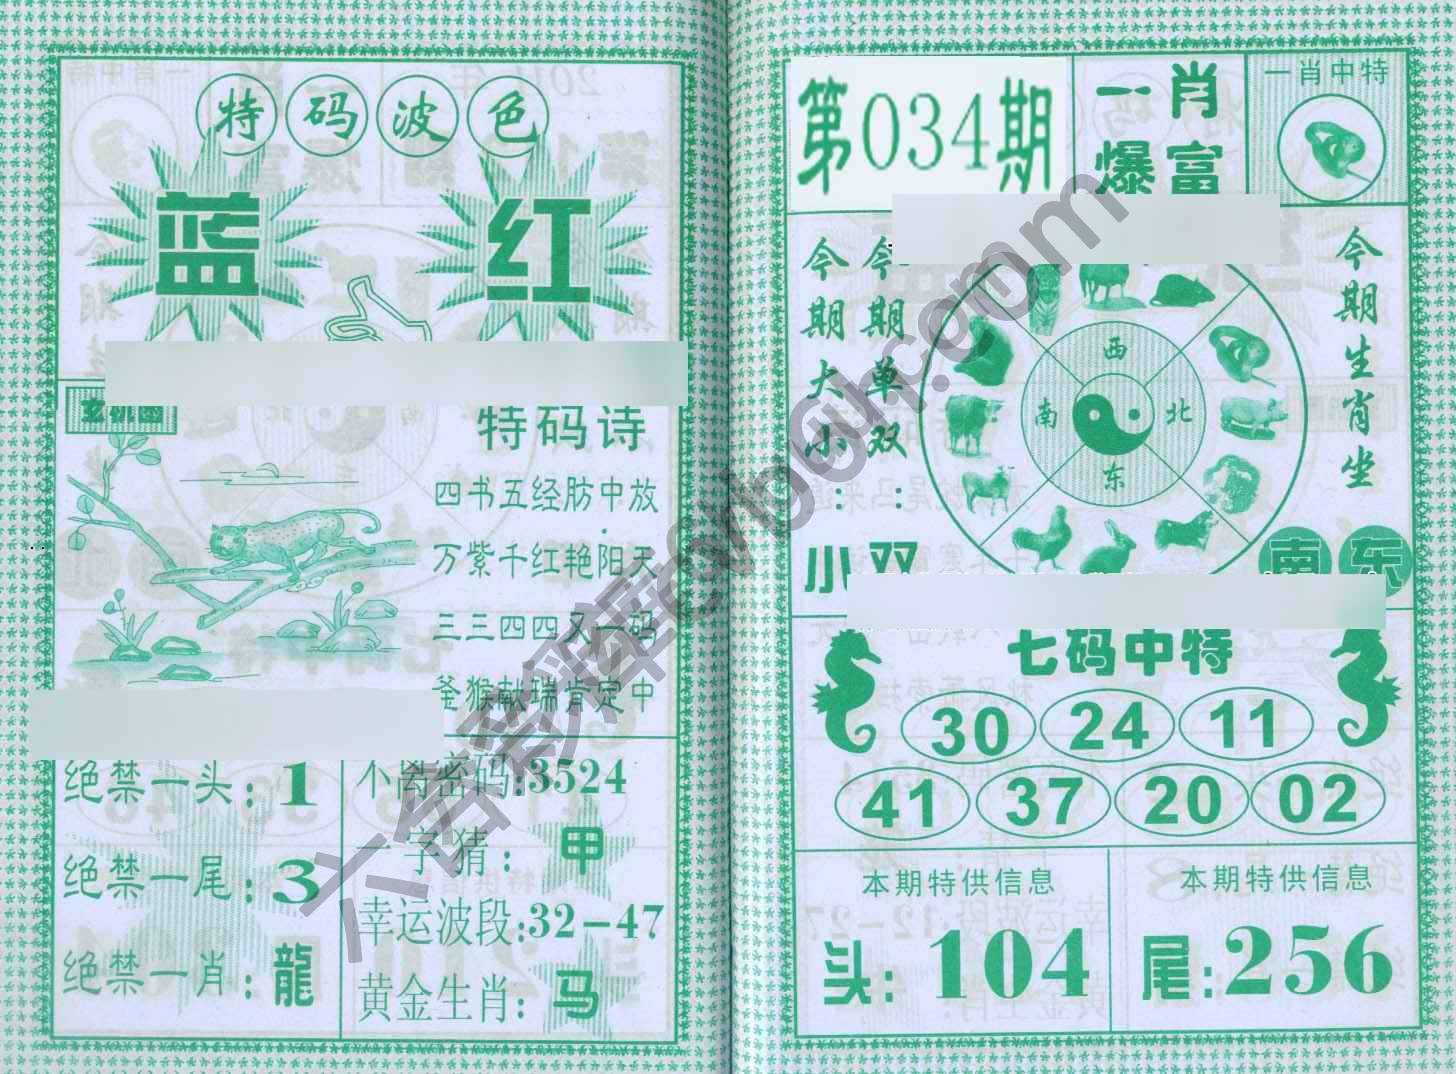 特码波色
蓝 红
玄机图
特码诗
四书五经肪中放
万紫千红艳阳天
三三四四又一码
釜猴献瑞肯定中
绝禁一头:1
绝禁一尾:3
绝禁一肖:龍
不离密码:3524
一字猜:甲
幸运波段:32-47
黄金生肖:马
第034期
一肖
爆富
一肖中特
今期大小:小
今期单双:双
西
南 北
东
今期生肖坐
南东
七码中特
30 24 11
41 37 20 02
本期特供信息
头:104
本期特供信息
尾:256